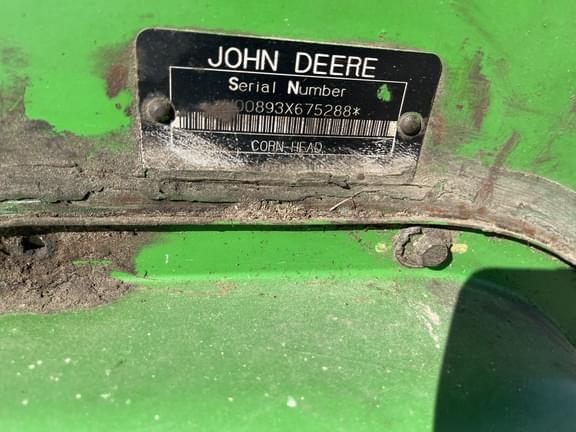 JOHN DEERE
Serial Number
00893X675288*
CORN-HEAD